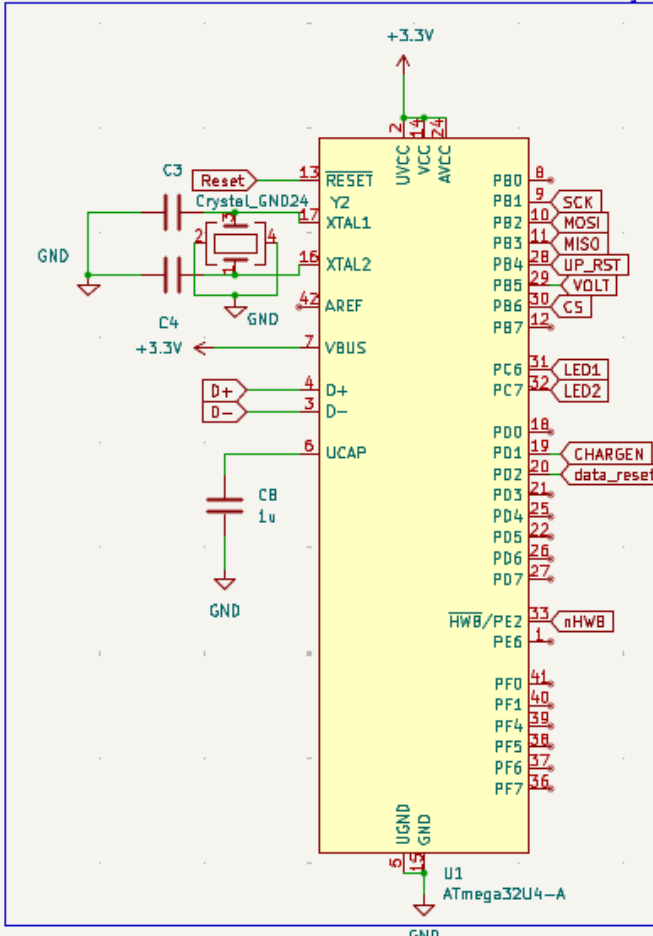 +3.3V
2
14
24
UVCC
VCC
AVCC
C3
Reset
13
RESET
PB0
8
Crystal_GND24
Y2
PB1
9
SCK
17
XTAL1
PB2
10
MOSI
3
2
4
PB3
11
MISO
GND
1
16
XTAL2
PB4
28
UP_RST
PB5
29
VOLT
42
AREF
PB6
30
CS
C4
GND
PB7
12
+3.3V
7
VBUS
PC6
31
LED1
D+
4
D+
PC7
32
LED2
D-
3
D-
PD0
18
6
UCAP
PD1
19
CHARGEN
PD2
20
data_reset
C8
1u
PD3
21
PD4
25
PD5
22
PD6
26
PD7
27
GND
HWB/PE2
33
nHWB
PE6
1
PF0
41
PF1
40
PF4
39
PF5
38
PF6
37
PF7
36
UGND
GND
5
15
U1
ATmega32U4-A
GND